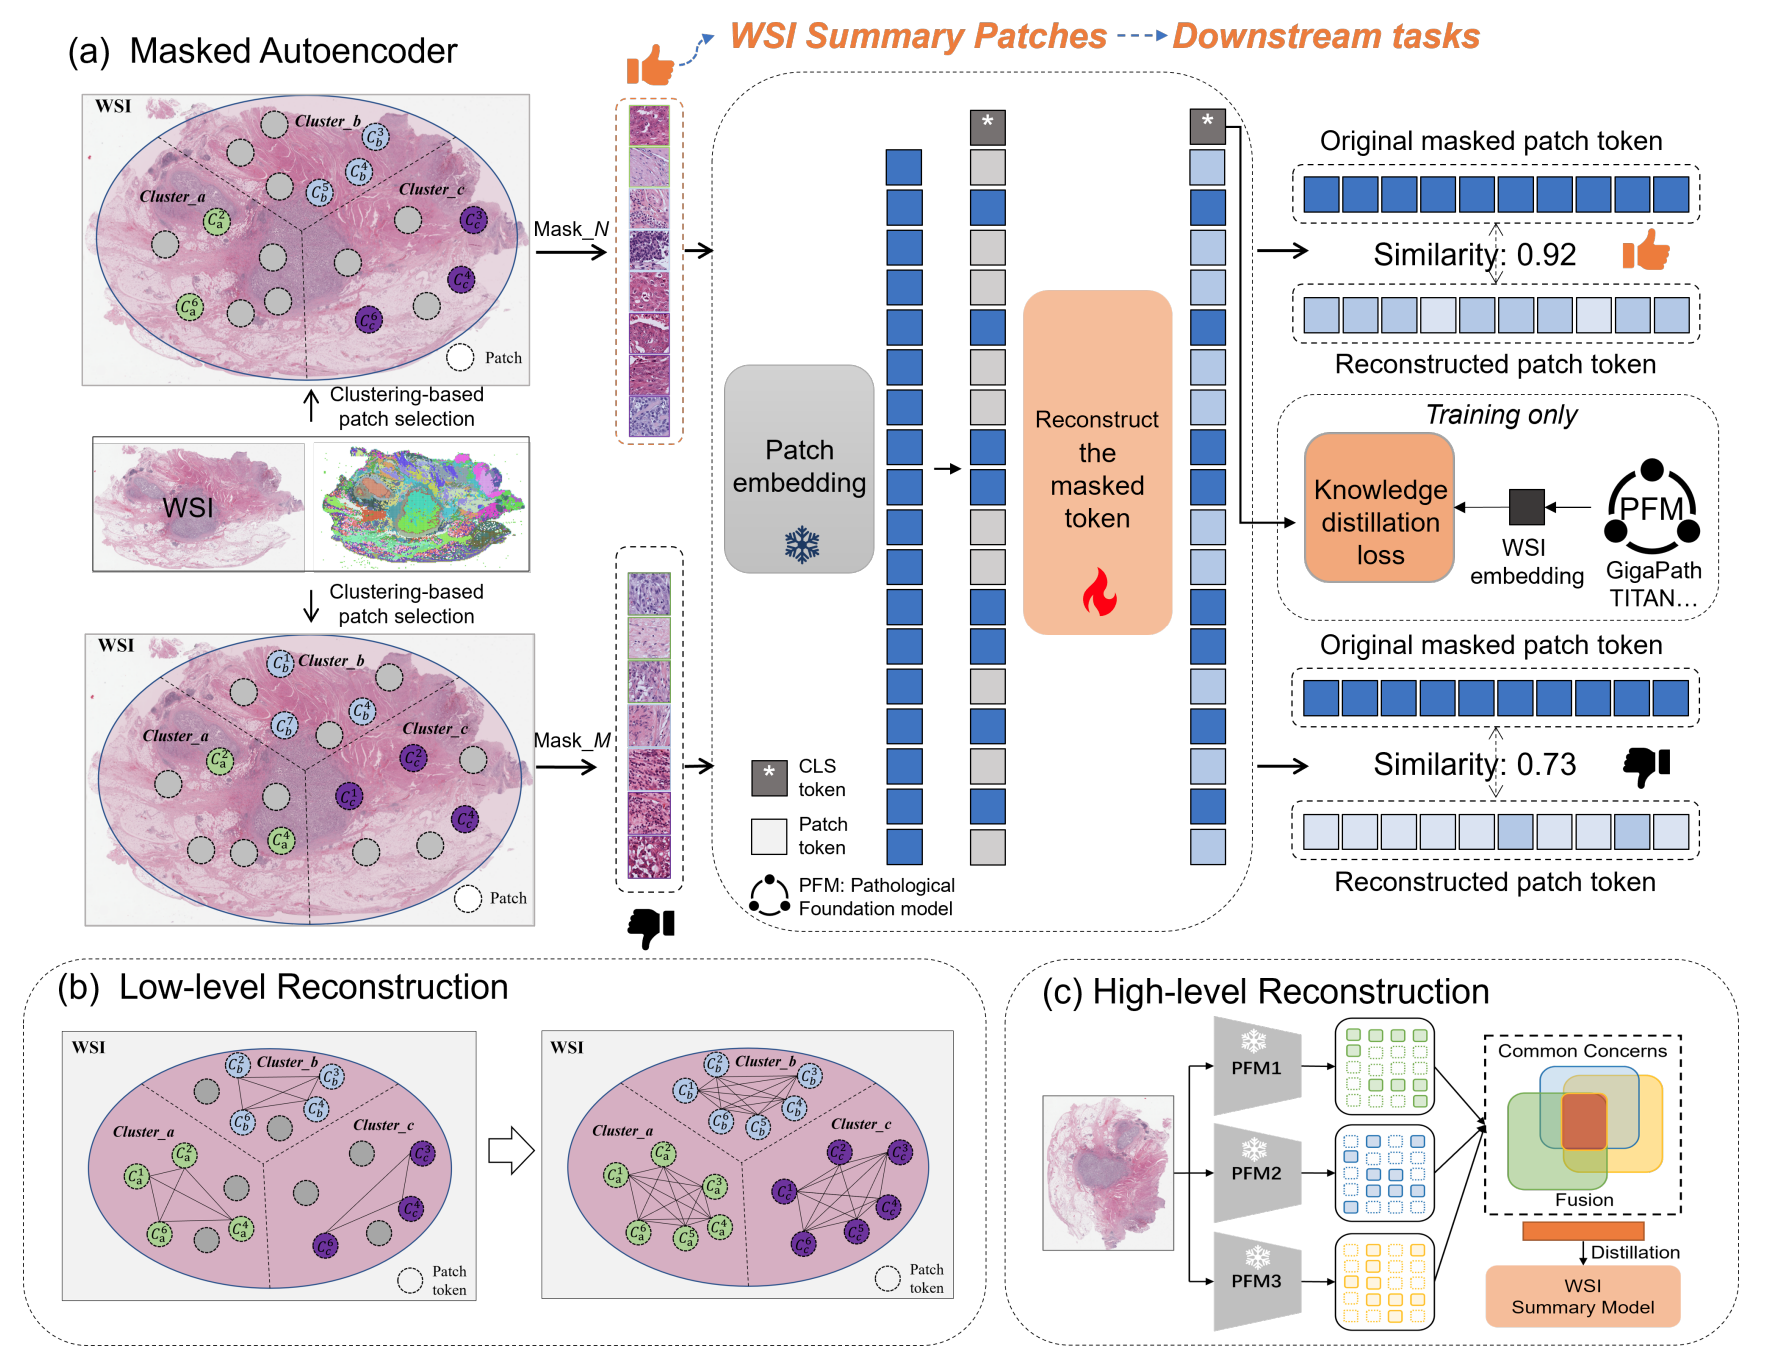 (a) Masked Autoencoder
WSI Summary Patches
Downstream tasks
WSI
Cluster_b
C_b^3
C_b^4
C_b^5
Cluster_a
C_a^2
C_a^6
Cluster_c
C_c^3
C_c^4
C_c^6
Patch
Mask_N
Clustering-based
patch selection
WSI
Clustering-based
patch selection
WSI
C_b^1
Cluster_b
C_b^7
C_b^4
Cluster_a
C_a^2
C_a^4
Cluster_c
C_c^2
C_c^1
C_c^4
Patch
Mask_M
Patch
embedding
*
*
Reconstruct
the
masked
token
*
CLS
token
Patch
token
PFM: Pathological
Foundation model
Original masked patch token
Similarity: 0.92
Reconstructed patch token
Training only
Knowledge
distillation
loss
WSI
embedding
PFM
GigaPath
TITAN...
Original masked patch token
Similarity: 0.73
Reconstructed patch token
(b) Low-level Reconstruction
WSI
C_b^2
Cluster_b
C_b^3
C_b^6
C_b^4
Cluster_a
C_a^2
C_a^1
C_a^6
C_a^4
Cluster_c
C_c^3
C_c^4
C_c^6
Patch
token
WSI
C_b^2
Cluster_b
C_b^3
C_b^1
C_b^4
C_b^6
C_b^5
Cluster_a
C_a^2
C_a^1
C_a^3
C_a^6
C_a^5
C_a^4
Cluster_c
C_c^2
C_c^3
C_c^1
C_c^4
C_c^6
C_c^5
Patch
token
(c) High-level Reconstruction
PFM1
PFM2
PFM3
Common Concerns
Fusion
Distillation
WSI
Summary Model